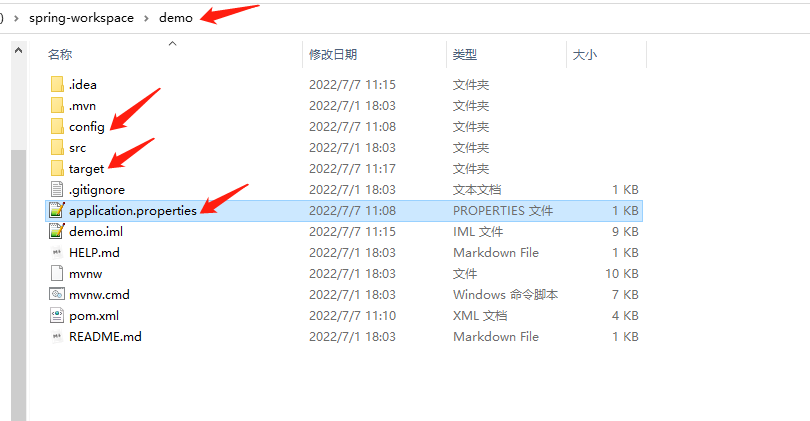 ) › spring-workspace › demo
名称 修改日期 类型 大小
.idea 2022/7/7 11:15 文件夹
.mvn 2022/7/1 18:03 文件夹
config 2022/7/7 11:08 文件夹
src 2022/7/1 18:03 文件夹
target 2022/7/7 11:17 文件夹
.gitignore 2022/7/1 18:03 文本文档 1 KB
application.properties 2022/7/7 11:08 PROPERTIES 文件 1 KB
demo.iml 2022/7/7 11:15 IML 文件 9 KB
HELP.md 2022/7/1 18:03 Markdown File 1 KB
mvnw 2022/7/1 18:03 文件 10 KB
mvnw.cmd 2022/7/1 18:03 Windows 命令脚本 7 KB
pom.xml 2022/7/7 11:10 XML 文档 4 KB
README.md 2022/7/1 18:03 Markdown File 1 KB